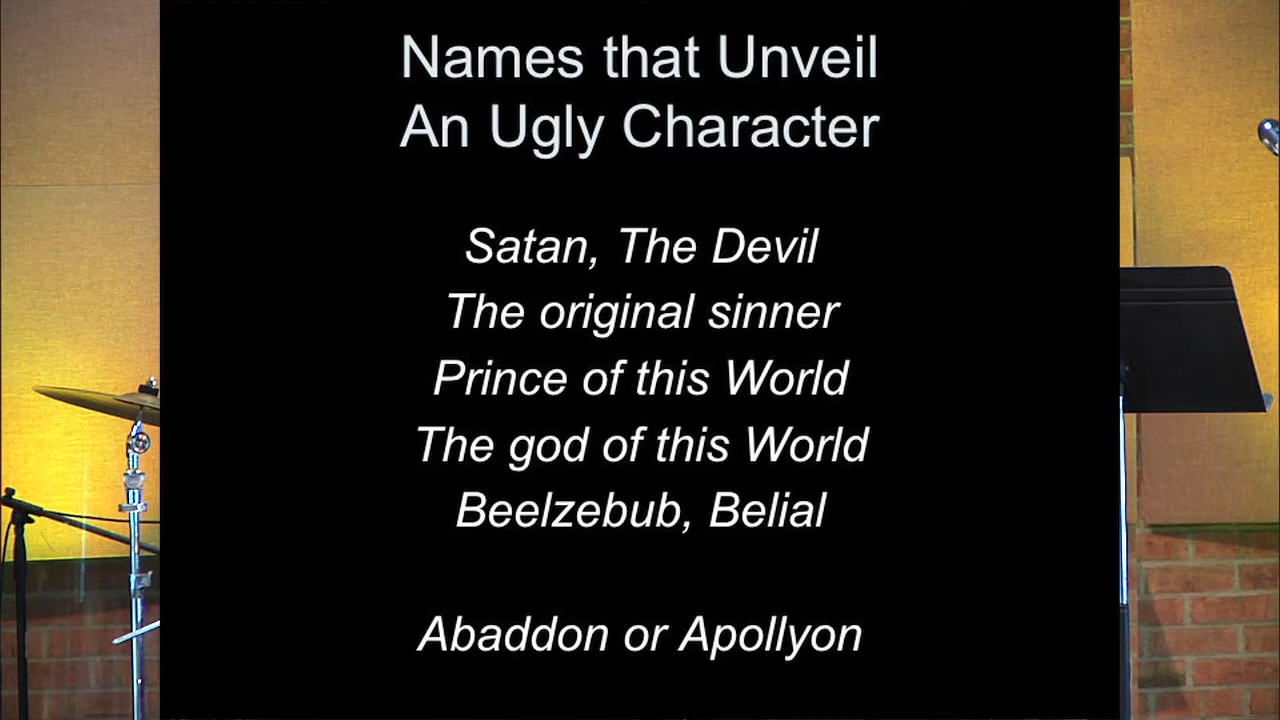 Names that Unveil
An Ugly Character
Satan, The Devil
The original sinner
Prince of this World
The god of this World
Beelzebub, Belial
Abaddon or Apollyon